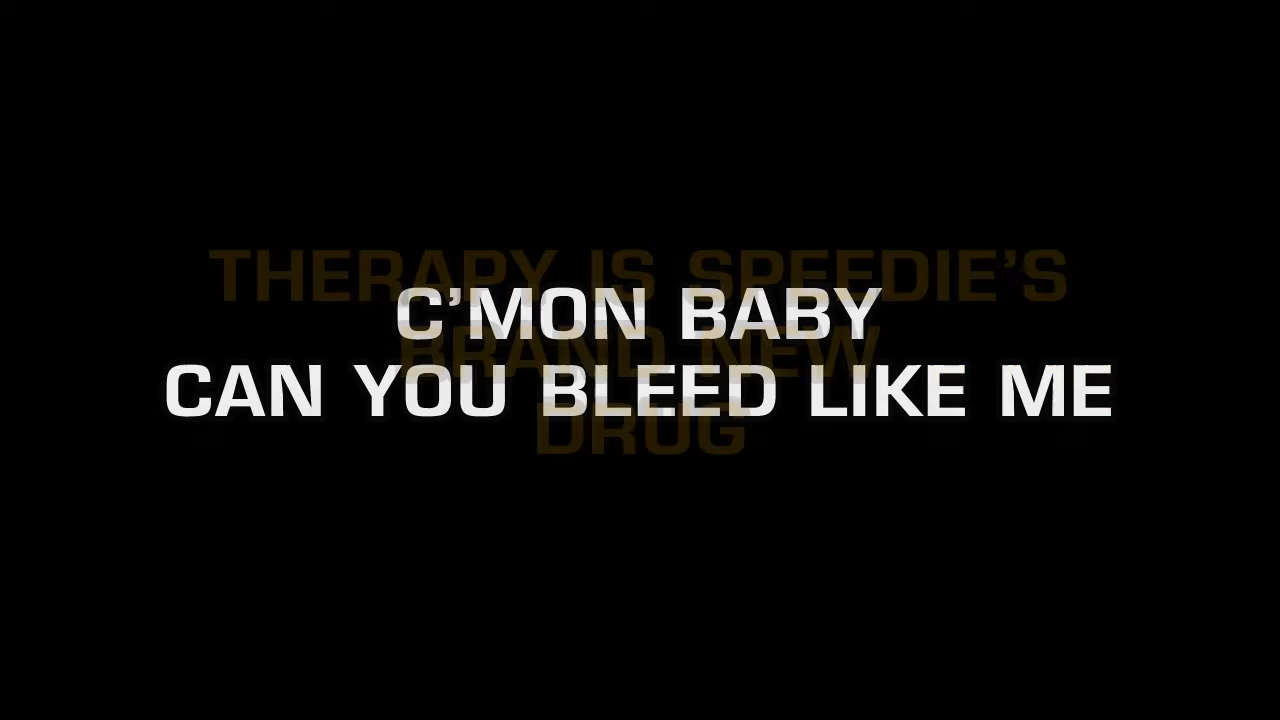 THERAPY IS SPEEDIE'S
C'MON BABY
BRAND NEW
CAN YOU BLEED LIKE ME
DRUG